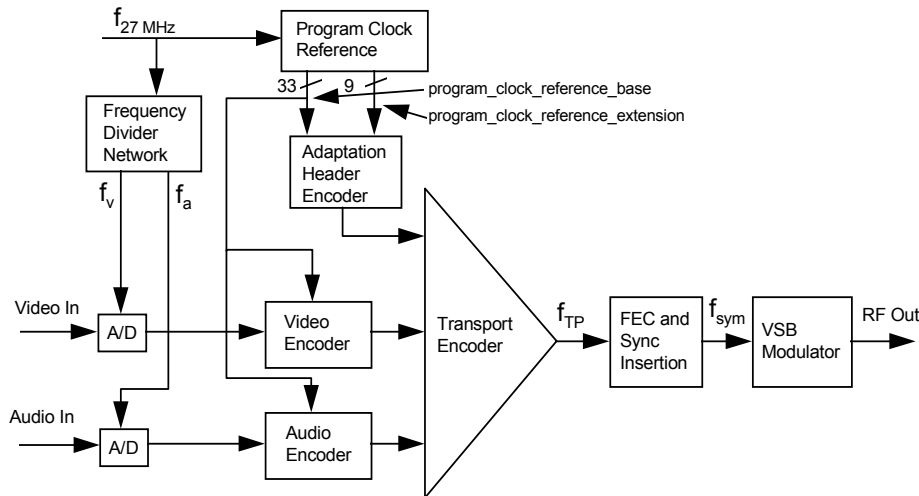 f27 MHz
Program Clock
Reference
33
9
program_clock_reference_base
program_clock_reference_extension
Frequency
Divider
Network
Adaptation
Header
Encoder
fv
fa
Video In
A/D
Video
Encoder
Transport
Encoder
fTP
FEC and
Sync
Insertion
fsym
VSB
Modulator
RF Out
Audio In
A/D
Audio
Encoder